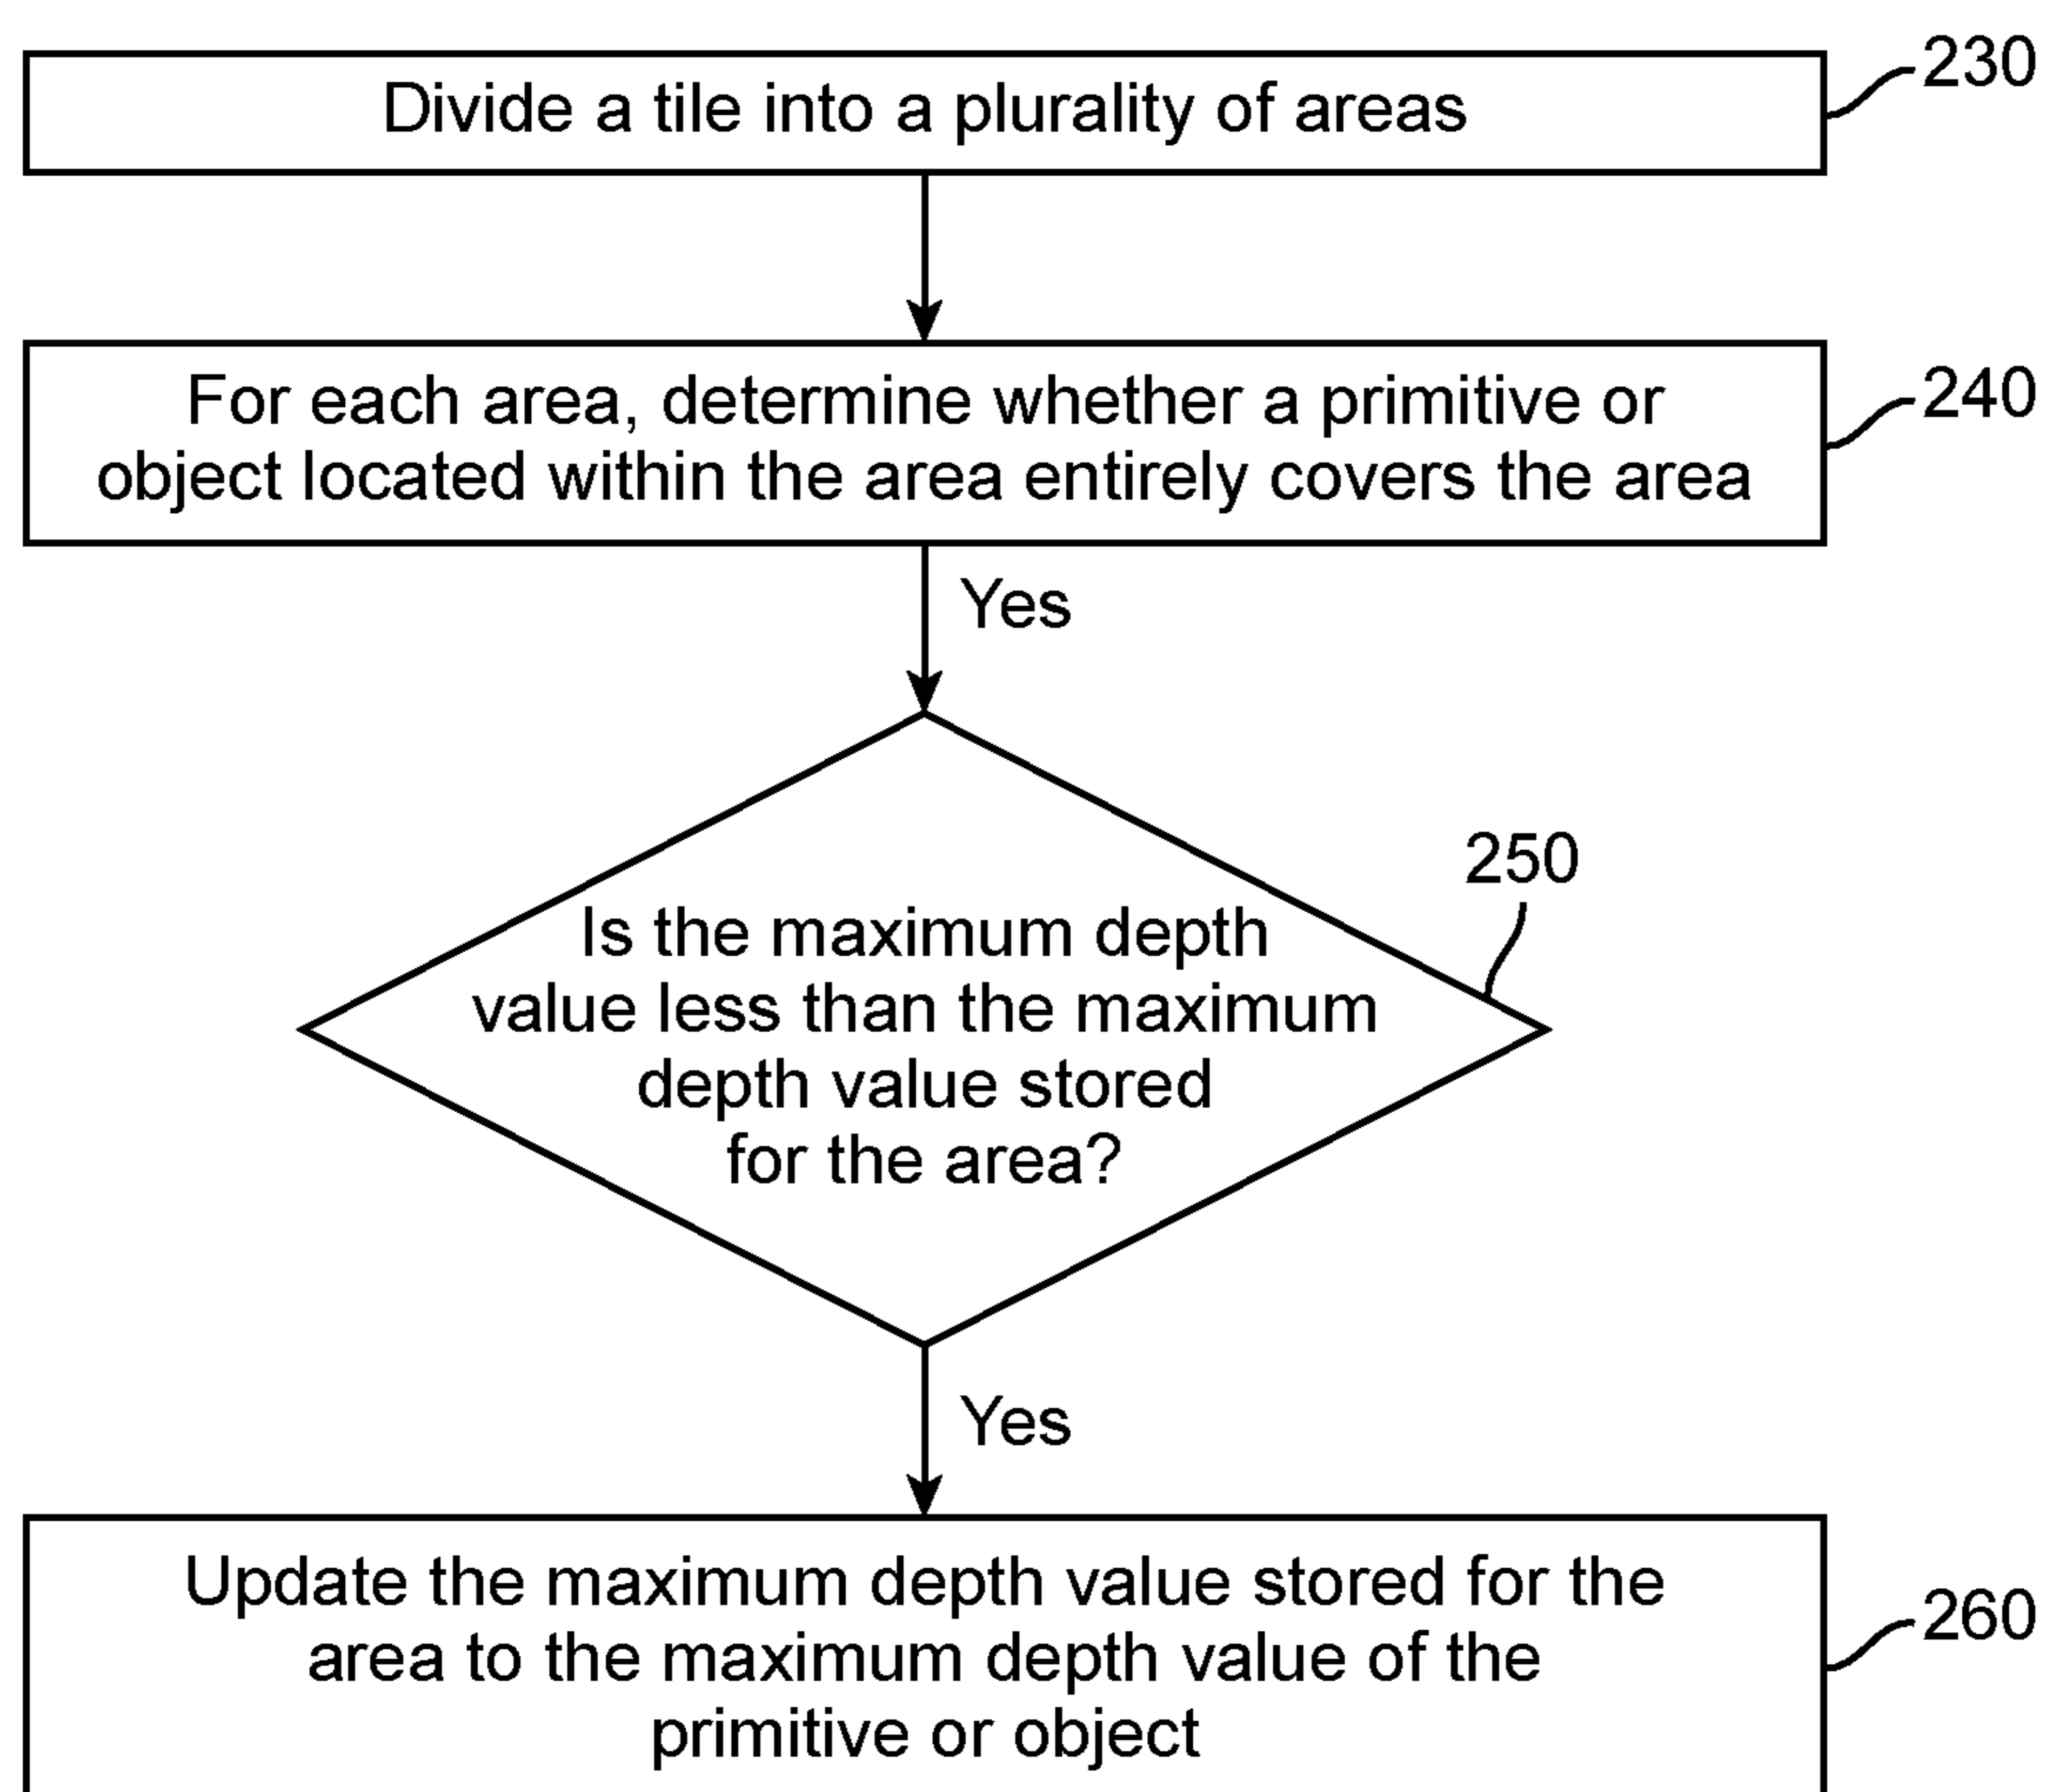 230
Divide a tile into a plurality of areas
240
For each area, determine whether a primitive or
object located within the area entirely covers the area
Yes
250
Is the maximum depth
value less than the maximum
depth value stored
for the area?
Yes
Update the maximum depth value stored for the
260
area to the maximum depth value of the
primitive or object